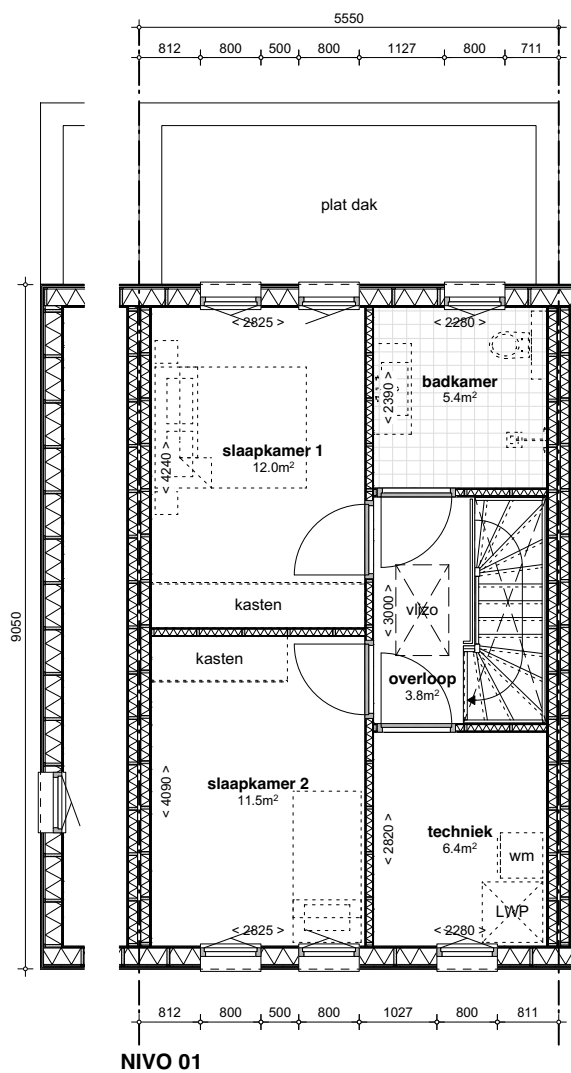 5550
812 800 500 800 1127 800 711
plat dak
< 2825 > < 2280 >
badkamer
5.4m²
< 2390 >
slaapkamer 1
12.0m²
< 4240 >
kasten
vlizo
< 3000 >
kasten
overloop
3.8m²
9050
slaapkamer 2
11.5m²
< 4090 >
techniek
6.4m²
< 2820 >
wm
LWP
< 2825 > < 2280 >
812 800 500 800 1027 800 811
NIVO 01